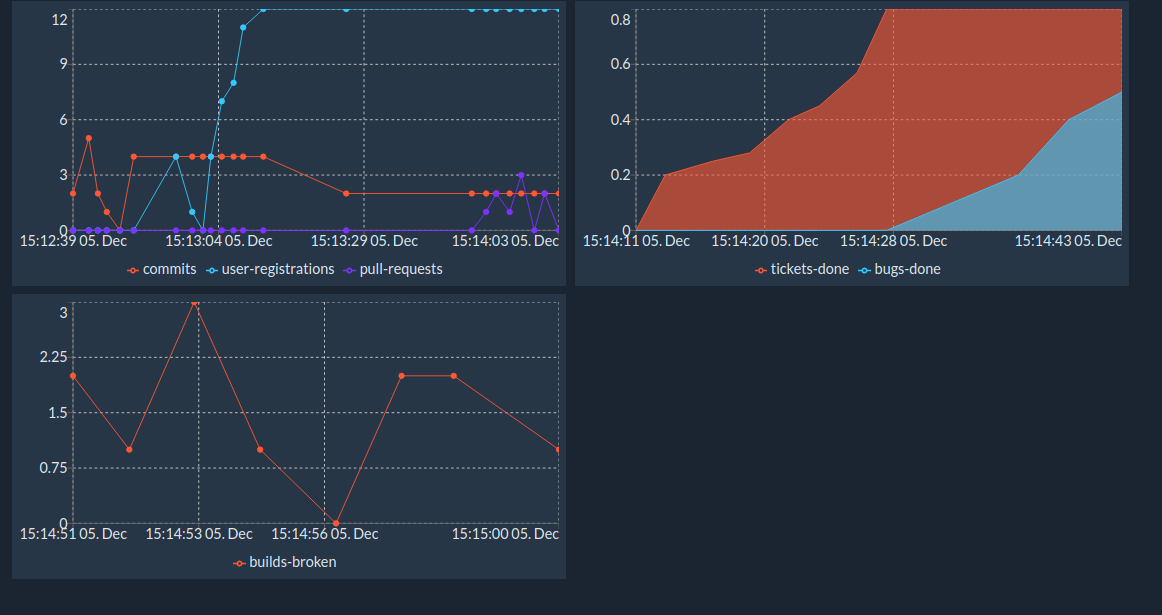 12
9
6
3
0
15:12:39 05. Dec 15:13:04 05. Dec 15:13:29 05. Dec 15:14:03 05. Dec
commits user-registrations pull-requests
0.8
0.6
0.4
0.2
0
15:14:11 05. Dec 15:14:20 05. Dec 15:14:28 05. Dec 15:14:43 05. Dec
tickets-done bugs-done
3
2.25
1.5
0.75
0
15:14:51 05. Dec 15:14:53 05. Dec 15:14:56 05. Dec 15:15:00 05. Dec
builds-broken